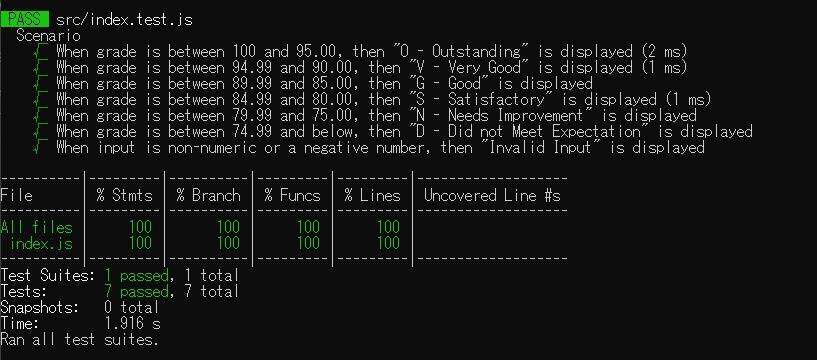 PASS src/index.test.js
Scenario
√ When grade is between 100 and 95.00, then "O - Outstanding" is displayed (2 ms)
√ When grade is between 94.99 and 90.00, then "V - Very Good" is displayed (1 ms)
√ When grade is between 89.99 and 85.00, then "G - Good" is displayed
√ When grade is between 84.99 and 80.00, then "S - Satisfactory" is displayed (1 ms)
√ When grade is between 79.99 and 75.00, then "N - Needs Improvement" is displayed
√ When grade is between 74.99 and below, then "D - Did not Meet Expectation" is displayed
√ When input is non-numeric or a negative number, then "Invalid Input" is displayed
----------|---------|----------|---------|---------|-------------------
File      | % Stmts | % Branch | % Funcs | % Lines | Uncovered Line #s
----------|---------|----------|---------|---------|-------------------
All files |     100 |      100 |     100 |     100 |
 index.js |     100 |      100 |     100 |     100 |
----------|---------|----------|---------|---------|-------------------
Test Suites: 1 passed, 1 total
Tests:       7 passed, 7 total
Snapshots:   0 total
Time:        1.916 s
Ran all test suites.